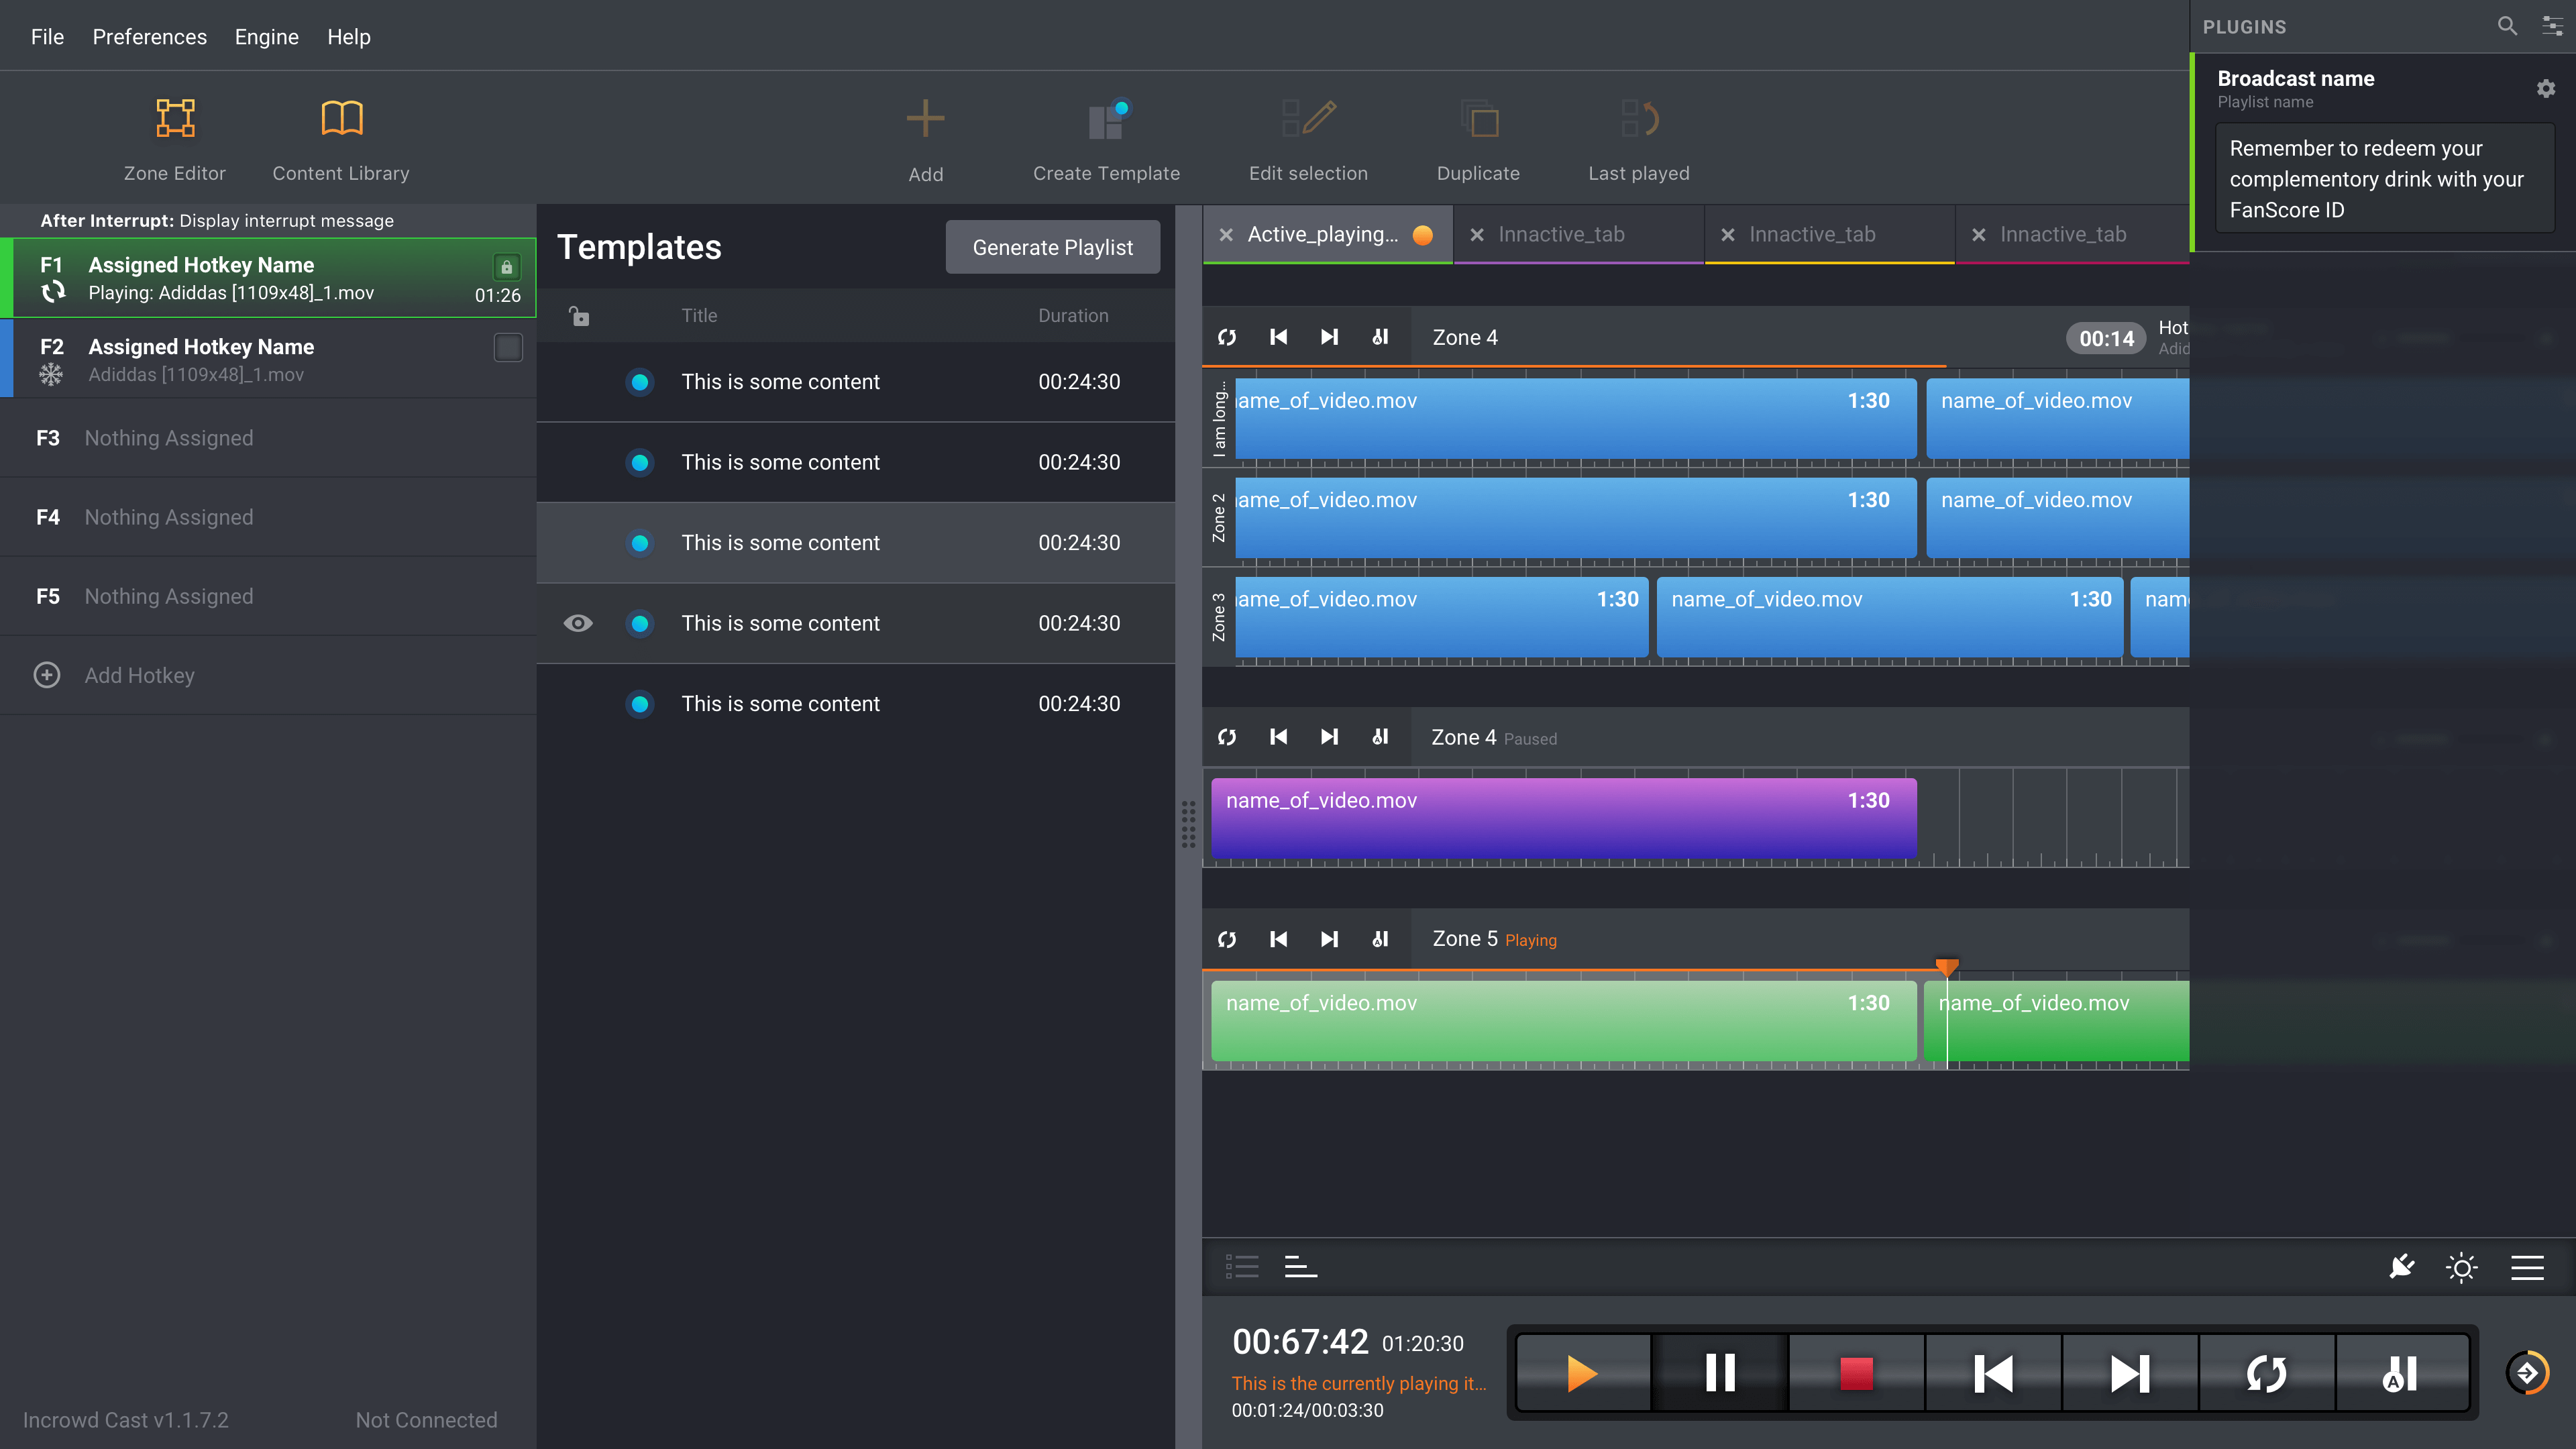 File Preferences Engine Help
PLUGINS
Broadcast name
Playlist name
Remember to redeem your
complementory drink with your
FanScore ID
Zone Editor Content Library Add Create Template Edit selection Duplicate Last played
After Interrupt: Display interrupt message
F1 Assigned Hotkey Name
Playing: Adiddas [1109x48]_1.mov 01:26
F2 Assigned Hotkey Name
Adiddas [1109x48]_1.mov
F3 Nothing Assigned
F4 Nothing Assigned
F5 Nothing Assigned
Add Hotkey
Incrowd Cast v1.1.7.2 Not Connected
Templates Generate Playlist
Title Duration
This is some content 00:24:30
This is some content 00:24:30
This is some content 00:24:30
This is some content 00:24:30
This is some content 00:24:30
Active_playing... Innactive_tab Innactive_tab Innactive_tab
Zone 4 00:14 Hot
Adid
I am long...
ame_of_video.mov 1:30 name_of_video.mov
Zone 2
ame_of_video.mov 1:30 name_of_video.mov
Zone 3
ame_of_video.mov 1:30 name_of_video.mov 1:30 nam
Zone 4 Paused
name_of_video.mov 1:30
Zone 5 Playing
name_of_video.mov 1:30 name_of_video.mov
00:67:42 01:20:30
This is the currently playing it...
00:01:24/00:03:30
A